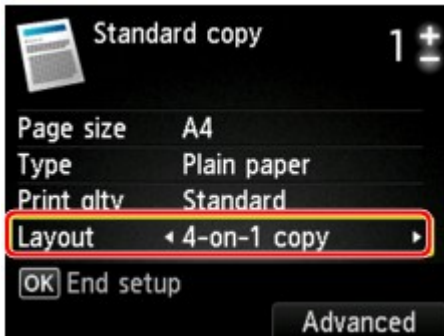 Standard copy
1
Page size A4
Type Plain paper
Print qlty Standard
Layout 4-on-1 copy
OK End setup
Advanced